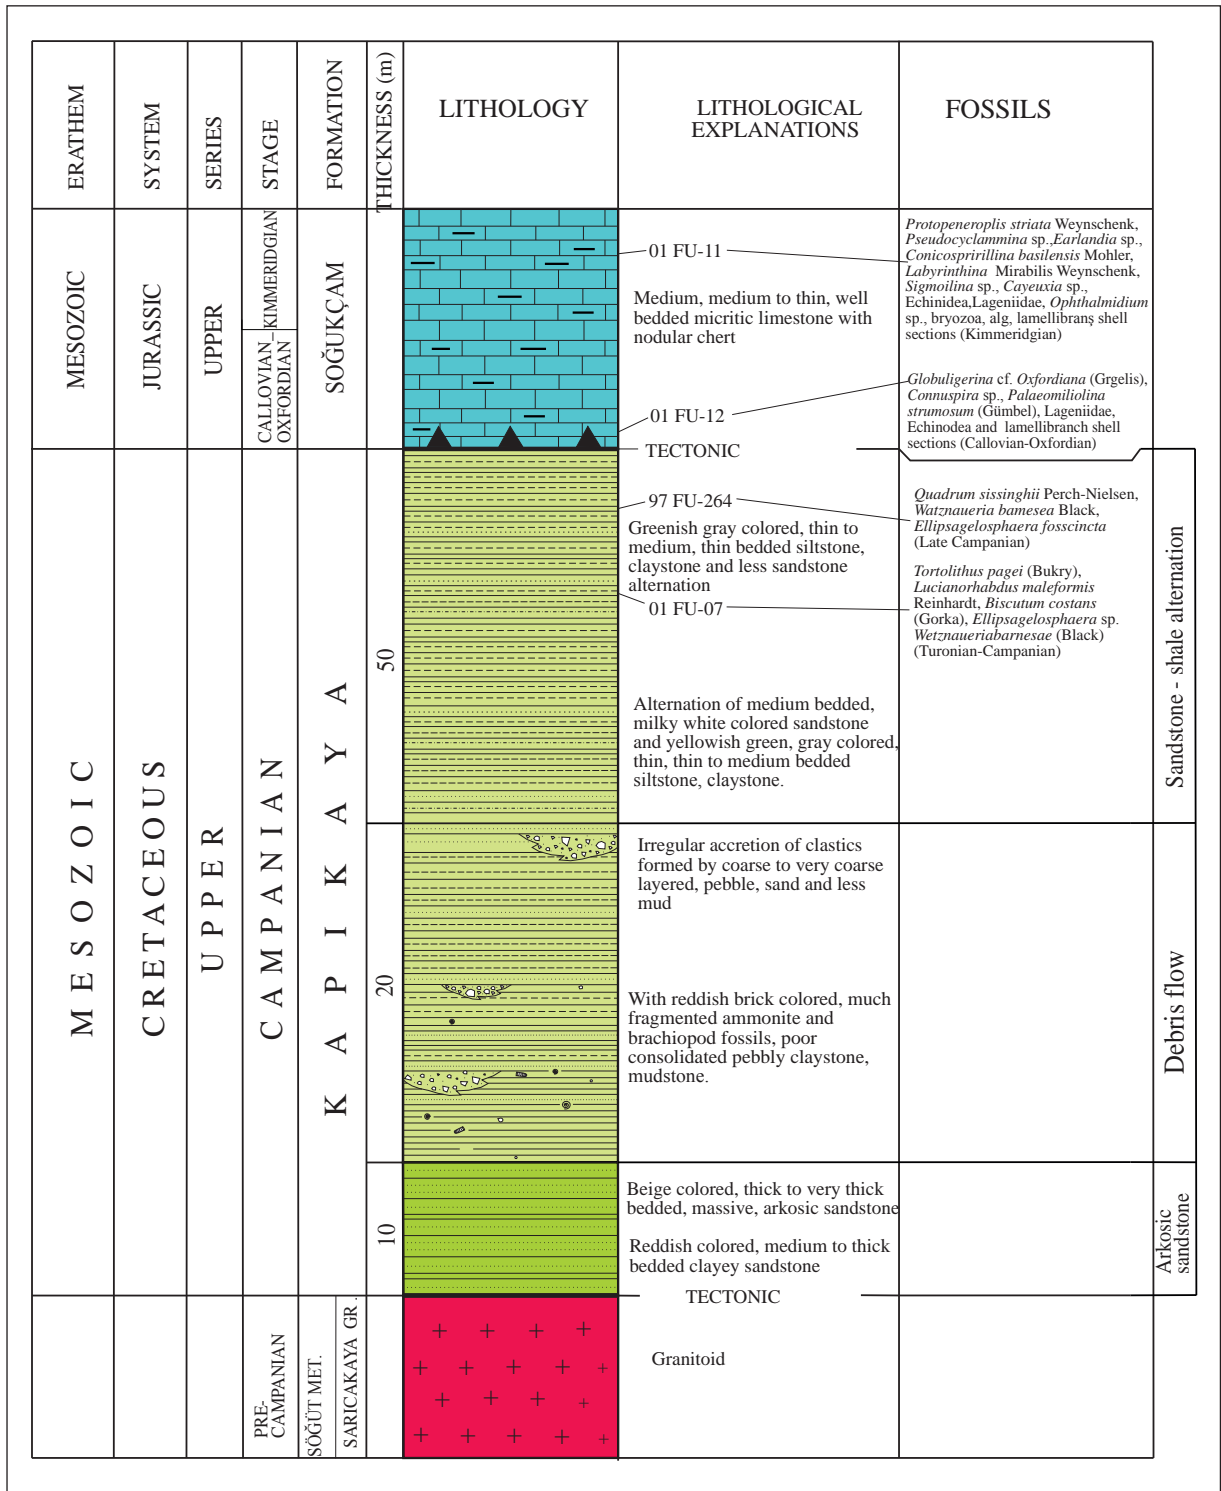 ERATHEM
SYSTEM
SERIES
STAGE
FORMATION
THICKNESS (m)
LITHOLOGY
LITHOLOGICAL
EXPLANATIONS
FOSSILS
MESOZOIC
JURASSIC
UPPER
KIMMERIDGIAN
CALLOVIAN_
OXFORDIAN
SOĞUKÇAM
01 FU-11
Medium, medium to thin, well
bedded micritic limestone with
nodular chert
01 FU-12
TECTONIC
Protopeneroplis striata Weynschenk,
Pseudocyclammina sp.,Earlandia sp.,
Conicospririllina basilensis Mohler,
Labyrinthina Mirabilis Weynschenk,
Sigmoilina sp., Cayeuxia sp.,
Echinidea,Lageniidae, Ophthalmidium
sp., bryozoa, alg, lamellibranş shell
sections (Kimmeridgian)
Globuligerina cf. Oxfordiana (Grgelis),
Connuspira sp., Palaeomiliolina
strumosum (Gümbel), Lageniidae,
Echinodea and lamellibranch shell
sections (Callovian-Oxfordian)
MESOZOIC
CRETACEOUS
UPPER
CAMPANIAN
KAPIKAYA
50
97 FU-264
Greenish gray colored, thin to
medium, thin bedded siltstone,
claystone and less sandstone
alternation
01 FU-07
Alternation of medium bedded,
milky white colored sandstone
and yellowish green, gray colored,
thin, thin to medium bedded
siltstone, claystone.
Quadrum sissinghii Perch-Nielsen,
Watznaueria bamesea Black,
Ellipsagelosphaera fosscincta
(Late Campanian)
Tortolithus pagei (Bukry),
Lucianorhabdus maleformis
Reinhardt, Biscutum costans
(Gorka), Ellipsagelosphaera sp.
Wetznaueriabarnesae (Black)
(Turonian-Campanian)
Sandstone - shale alternation
20
Irregular accretion of clastics
formed by coarse to very coarse
layered, pebble, sand and less
mud
With reddish brick colored, much
fragmented ammonite and
brachiopod fossils, poor
consolidated pebbly claystone,
mudstone.
Debris flow
10
Beige colored, thick to very thick
bedded, massive, arkosic sandstone
Reddish colored, medium to thick
bedded clayey sandstone
TECTONIC
Arkosic
sandstone
PRE-
CAMPANIAN
SÖĞÜT MET.
SARICAKAYA GR.
Granitoid